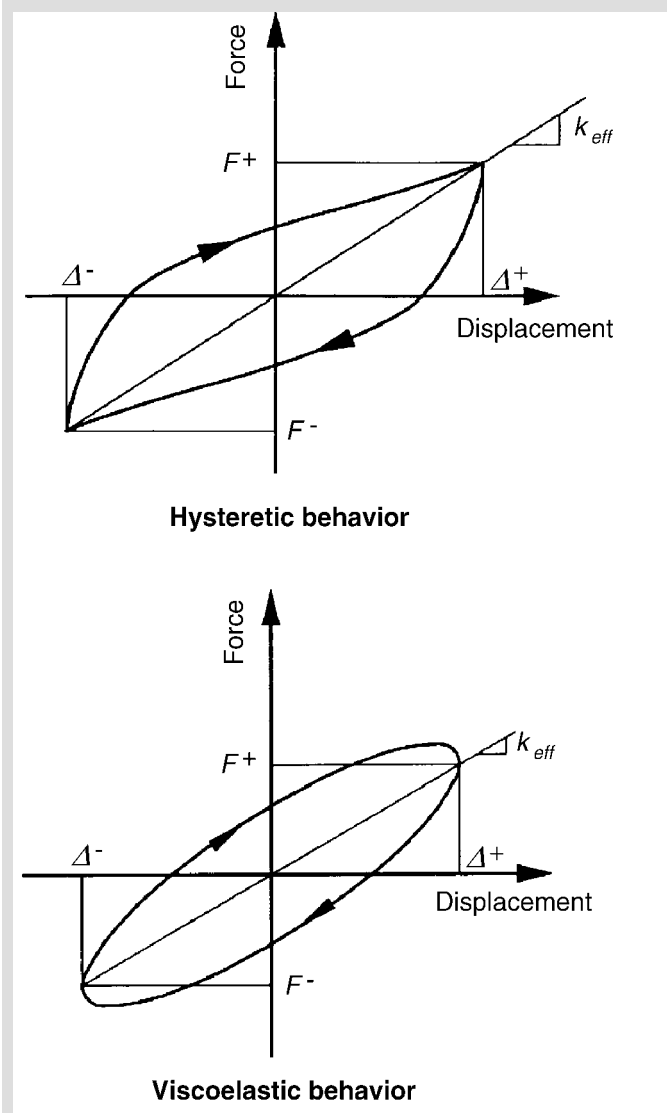 Force
k eff
F+
Δ-
Δ+
Displacement
F-
Hysteretic behavior
Force
k eff
F+
Δ-
Δ+
Displacement
F-
Viscoelastic behavior